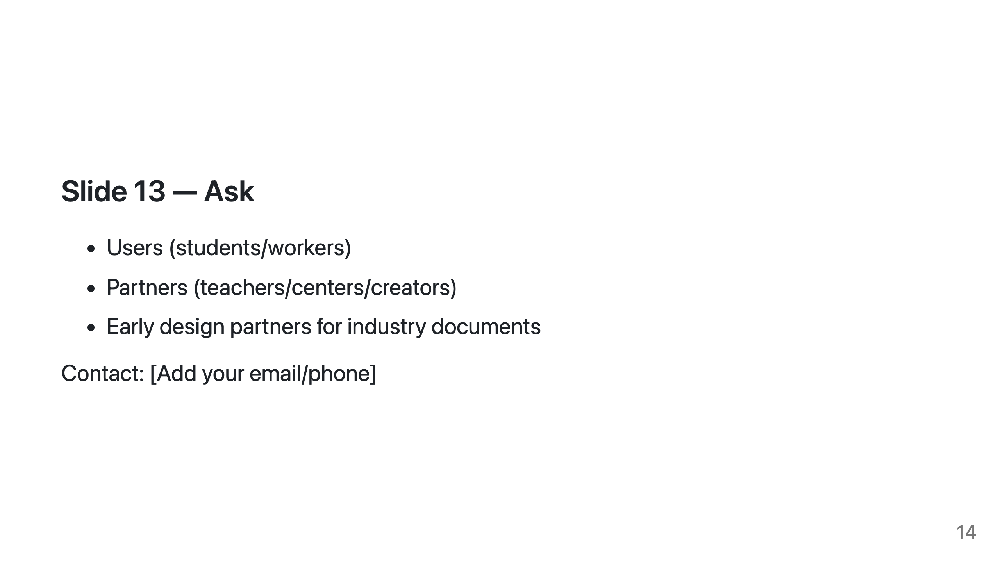 Slide 13 — Ask
• Users (students/workers)
• Partners (teachers/centers/creators)
• Early design partners for industry documents
Contact: [Add your email/phone]
14